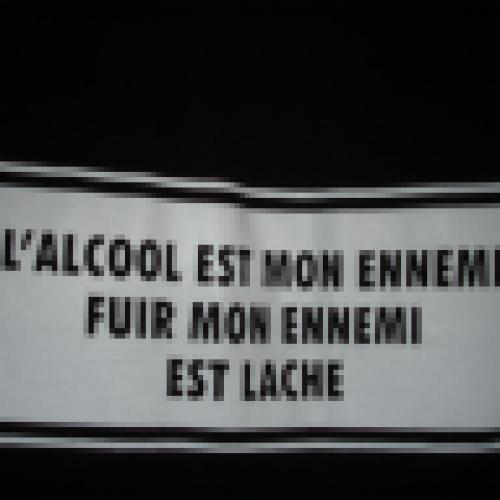 L'ALCOOL EST MON ENNEMI
FUIR MON ENNEMI
EST LACHE